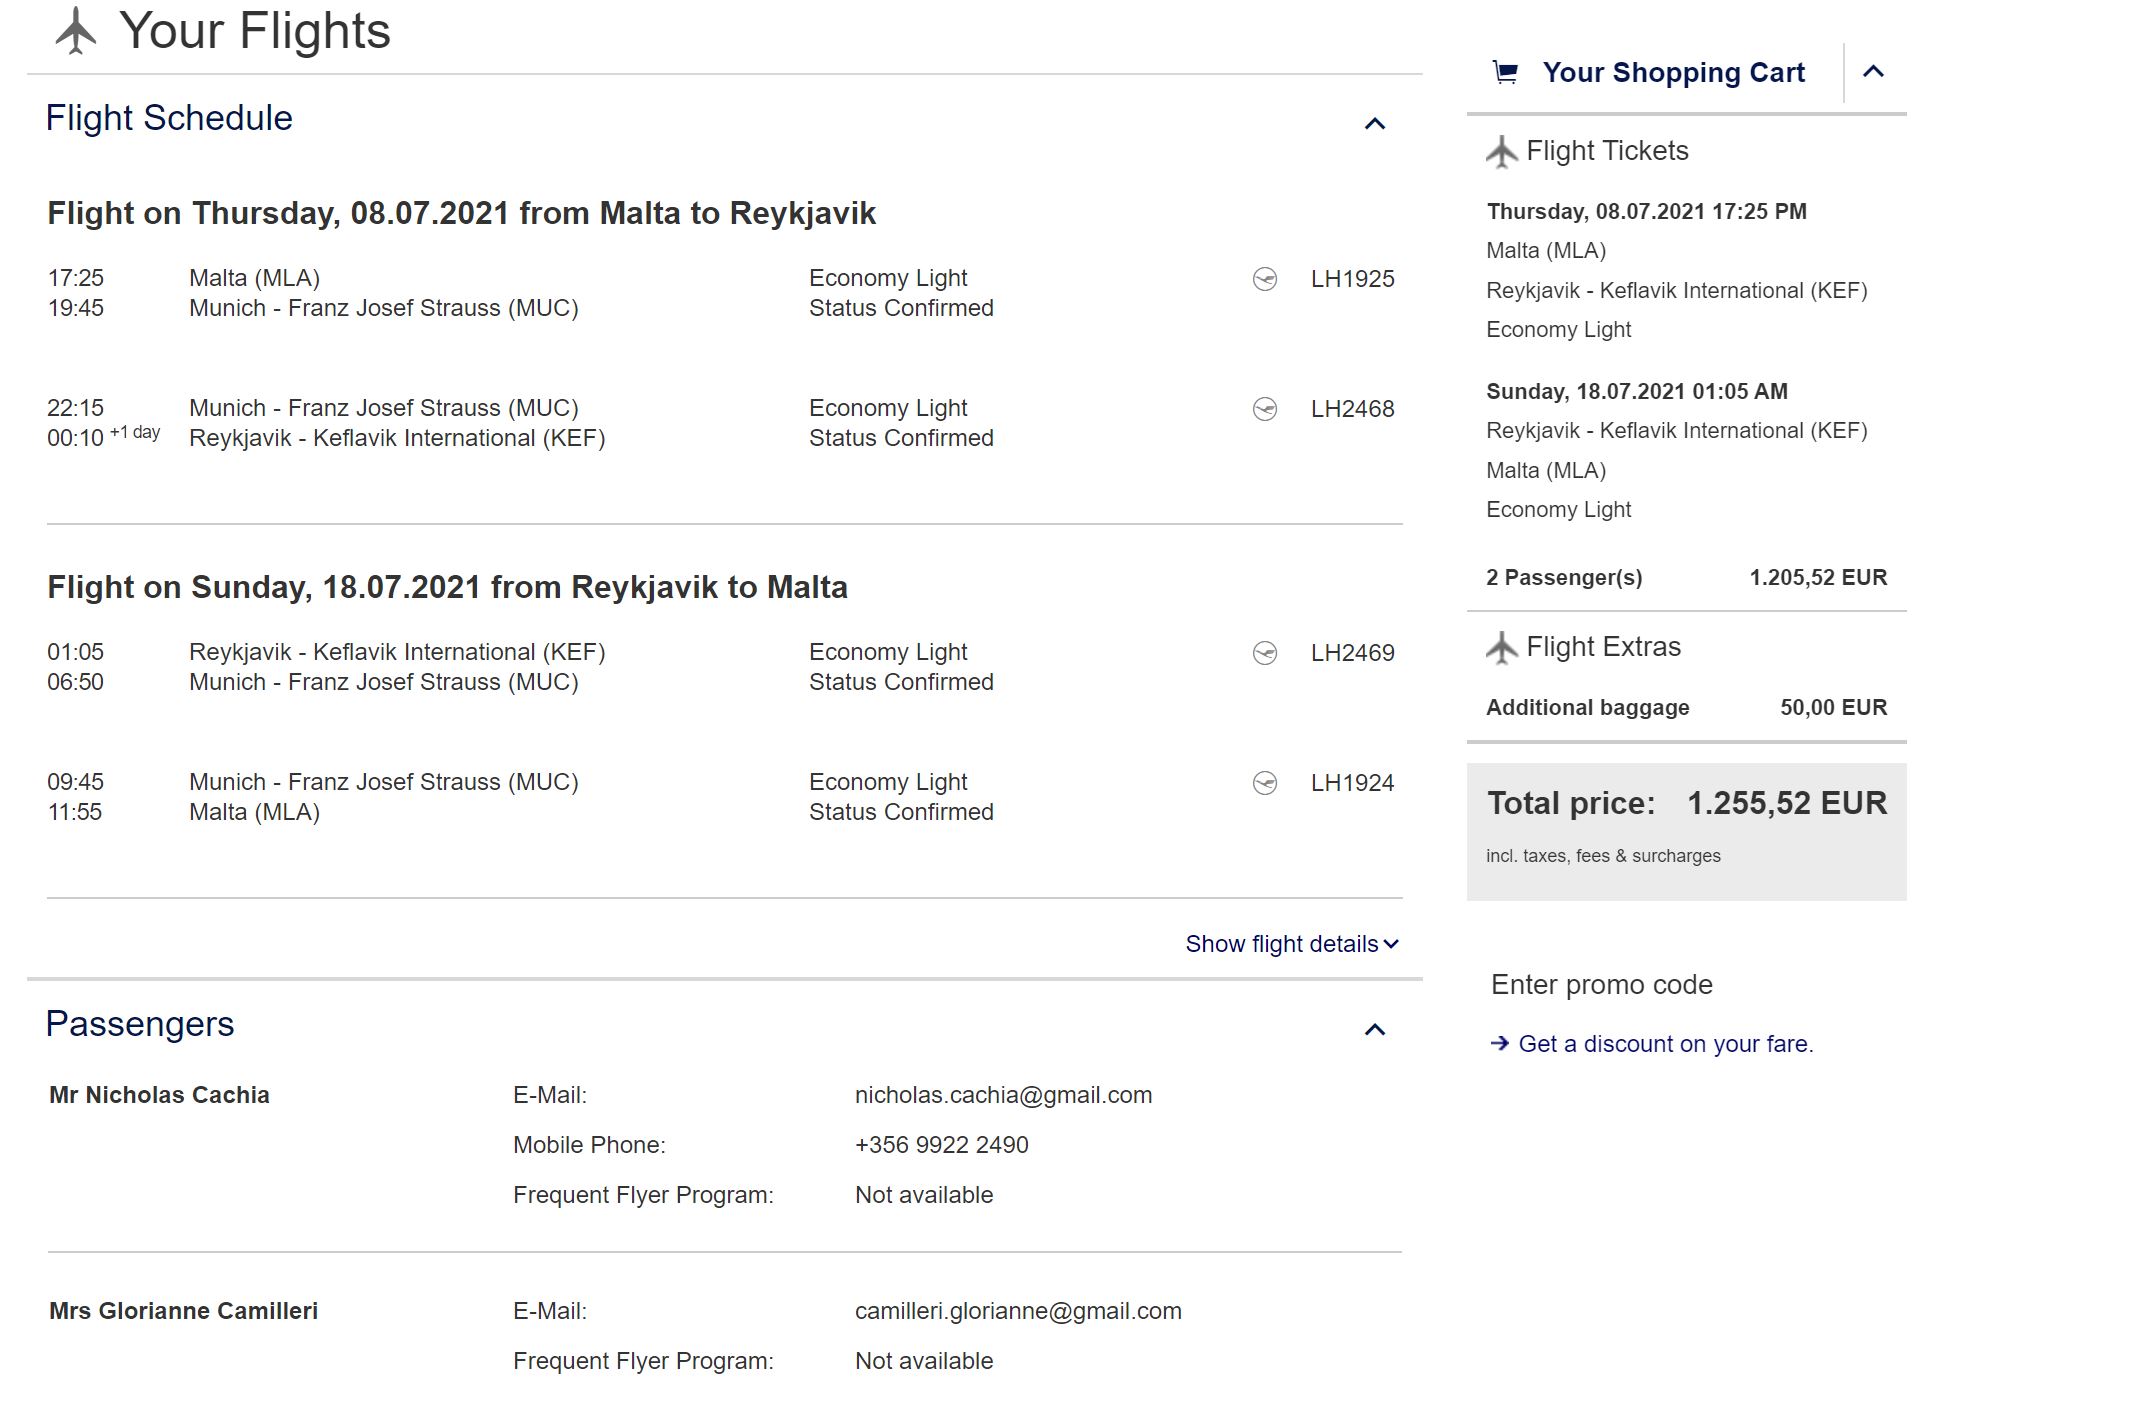 Your Flights
Flight Schedule
Flight on Thursday, 08.07.2021 from Malta to Reykjavik
17:25 Malta (MLA) Economy Light LH1925
19:45 Munich - Franz Josef Strauss (MUC) Status Confirmed
22:15 Munich - Franz Josef Strauss (MUC) Economy Light LH2468
00:10 +1 day Reykjavik - Keflavik International (KEF) Status Confirmed
Flight on Sunday, 18.07.2021 from Reykjavik to Malta
01:05 Reykjavik - Keflavik International (KEF) Economy Light LH2469
06:50 Munich - Franz Josef Strauss (MUC) Status Confirmed
09:45 Munich - Franz Josef Strauss (MUC) Economy Light LH1924
11:55 Malta (MLA) Status Confirmed
Show flight details
Passengers
Mr Nicholas Cachia E-Mail: nicholas.cachia@gmail.com
Mobile Phone: +356 9922 2490
Frequent Flyer Program: Not available
Mrs Glorianne Camilleri E-Mail: camilleri.glorianne@gmail.com
Frequent Flyer Program: Not available
Your Shopping Cart
Flight Tickets
Thursday, 08.07.2021 17:25 PM
Malta (MLA)
Reykjavik - Keflavik International (KEF)
Economy Light
Sunday, 18.07.2021 01:05 AM
Reykjavik - Keflavik International (KEF)
Malta (MLA)
Economy Light
2 Passenger(s) 1.205,52 EUR
Flight Extras
Additional baggage 50,00 EUR
Total price: 1.255,52 EUR
incl. taxes, fees & surcharges
Enter promo code
Get a discount on your fare.